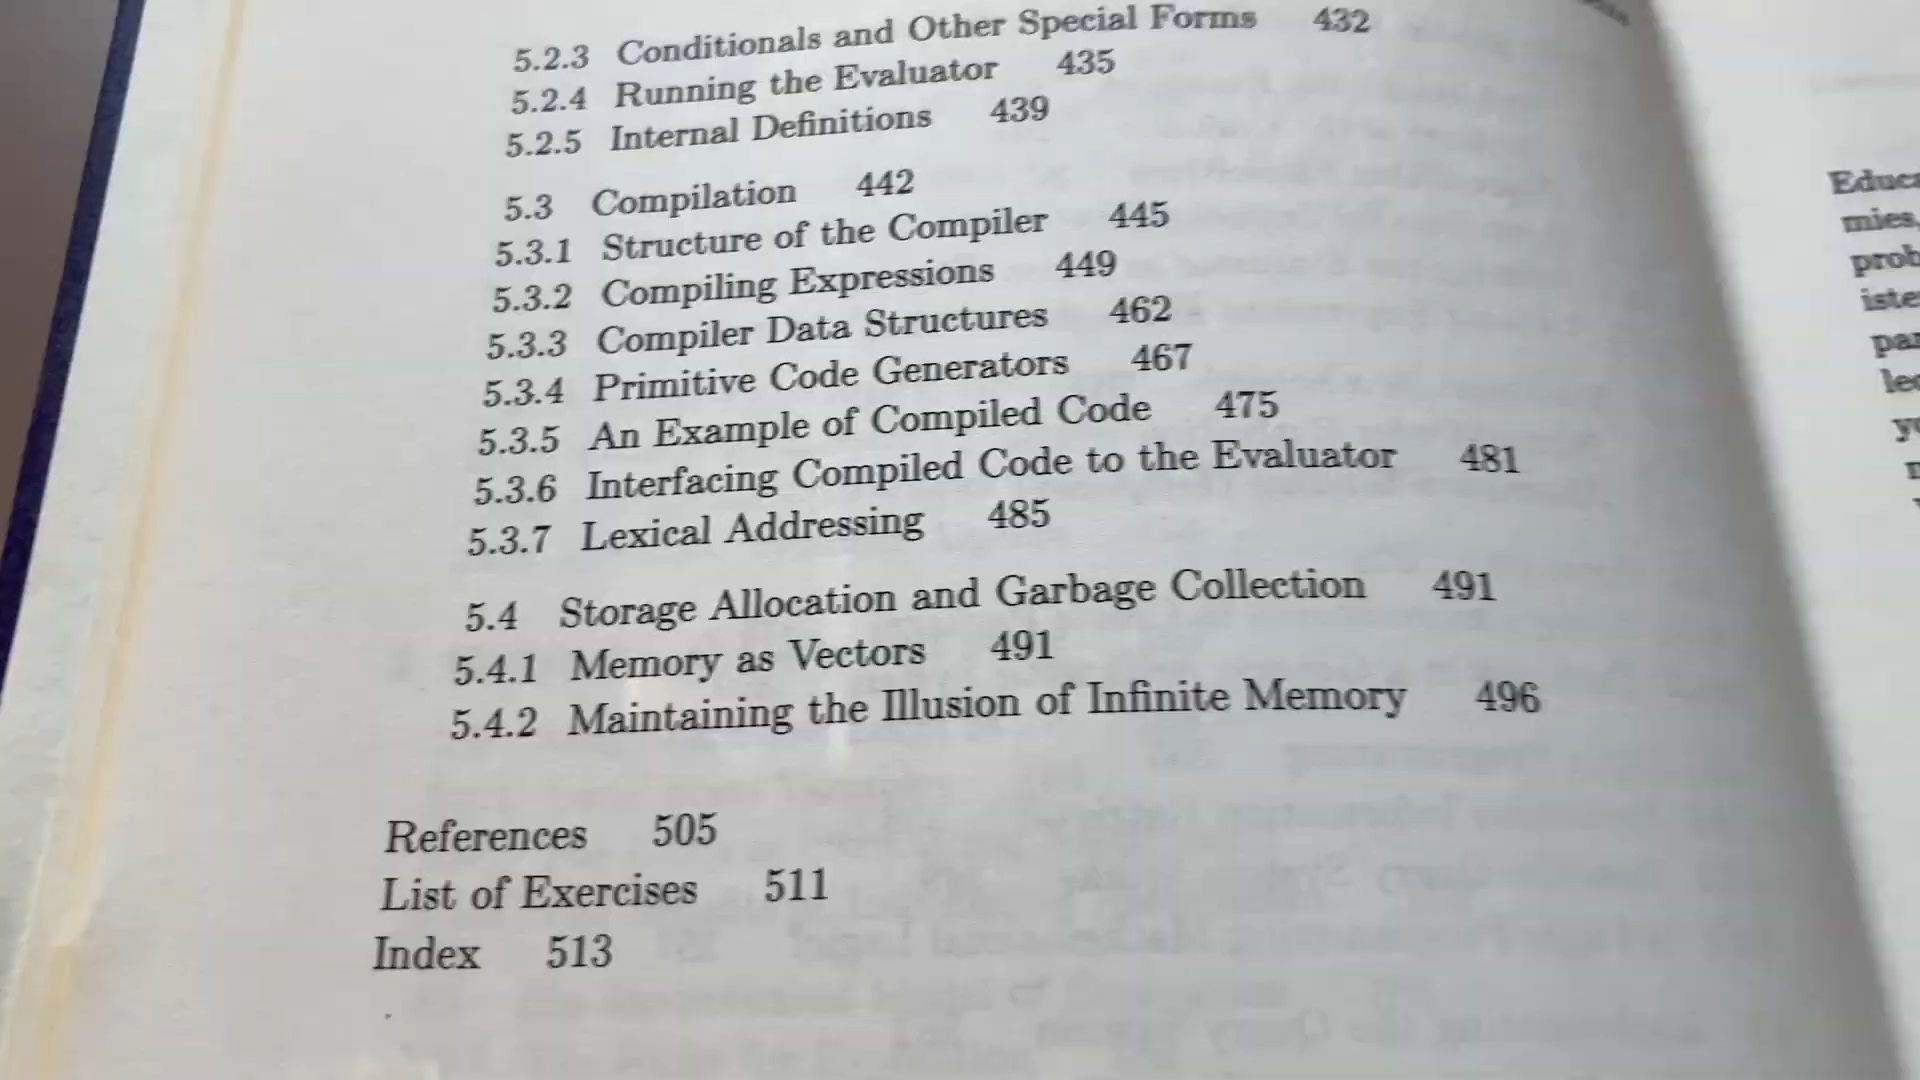 5.2.3 Conditionals and Other Special Forms 432
5.2.4 Running the Evaluator 435
5.2.5 Internal Definitions 439
5.3 Compilation 442
5.3.1 Structure of the Compiler 445
5.3.2 Compiling Expressions 449
5.3.3 Compiler Data Structures 462
5.3.4 Primitive Code Generators 467
5.3.5 An Example of Compiled Code 475
5.3.6 Interfacing Compiled Code to the Evaluator 481
5.3.7 Lexical Addressing 485
5.4 Storage Allocation and Garbage Collection 491
5.4.1 Memory as Vectors 491
5.4.2 Maintaining the Illusion of Infinite Memory 496
References 505
List of Exercises 511
Index 513
mies,